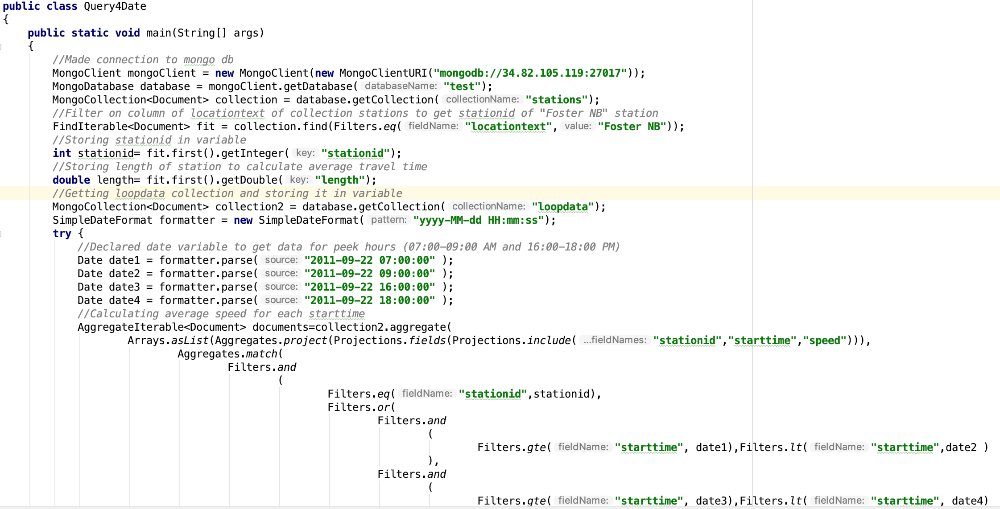 public class Query4Date
{
public static void main(String[] args)
{
//Made connection to mongo db
MongoClient mongoClient = new MongoClient(new MongoClientURI("mongodb://34.82.105.119:27017"));
MongoDatabase database = mongoClient.getDatabase( databaseName: "test");
MongoCollection<Document> collection = database.getCollection( collectionName: "stations");
//Filter on column of locationtext of collection stations to get stationid of "Foster NB" station
FindIterable<Document> fit = collection.find(Filters.eq( fieldName: "locationtext", value: "Foster NB"));
//Storing stationid in variable
int stationid= fit.first().getInteger( key: "stationid");
//Storing length of station to calculate average travel time
double length= fit.first().getDouble( key: "length");
//Getting loopdata collection and storing it in variable
MongoCollection<Document> collection2 = database.getCollection( collectionName: "loopdata");
SimpleDateFormat formatter = new SimpleDateFormat( pattern: "yyyy-MM-dd HH:mm:ss");
try {
//Declared date variable to get data for peek hours (07:00-09:00 AM and 16:00-18:00 PM)
Date date1 = formatter.parse( source: "2011-09-22 07:00:00" );
Date date2 = formatter.parse( source: "2011-09-22 09:00:00" );
Date date3 = formatter.parse( source: "2011-09-22 16:00:00" );
Date date4 = formatter.parse( source: "2011-09-22 18:00:00" );
//Calculating average speed for each starttime
AggregateIterable<Document> documents=collection2.aggregate(
Arrays.asList(Aggregates.project(Projections.fields(Projections.include( ...fieldNames: "stationid","starttime","speed"))),
Aggregates.match(
Filters.and
(
Filters.eq( fieldName: "stationid",stationid),
Filters.or(
Filters.and
(
Filters.gte( fieldName: "starttime", date1),Filters.lt( fieldName: "starttime",date2 )
),
Filters.and
(
Filters.gte( fieldName: "starttime", date3),Filters.lt( fieldName: "starttime", date4)